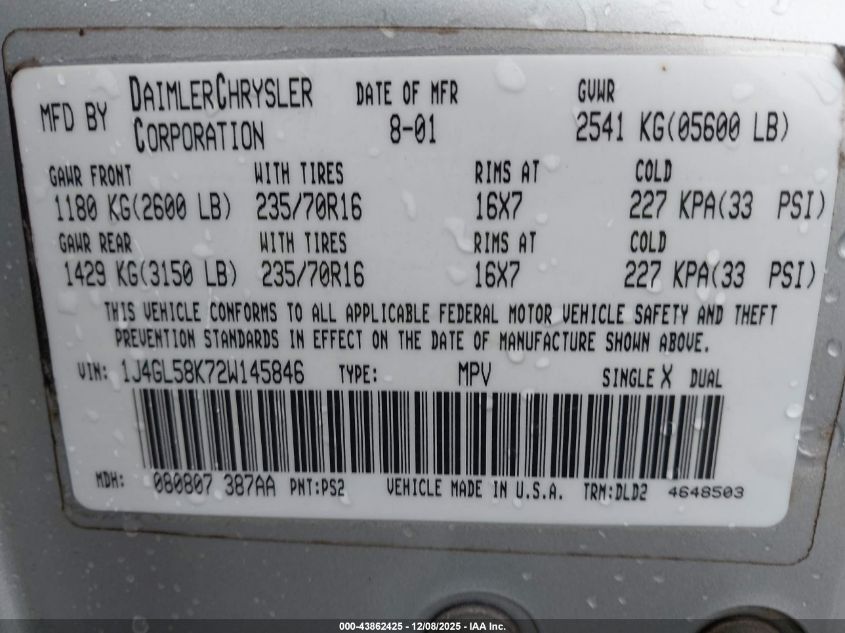 MFD BY DAIMLERCHRYSLER CORPORATION DATE OF MFR 8-01 GVWR 2541 KG(05600 LB)
GAWR FRONT WITH TIRES RIMS AT COLD
1180 KG(2600 LB) 235/70R16 16X7 227 KPA(33 PSI)
GAWR REAR WITH TIRES RIMS AT COLD
1429 KG(3150 LB) 235/70R16 16X7 227 KPA(33 PSI)
THIS VEHICLE CONFORMS TO ALL APPLICABLE FEDERAL MOTOR VEHICLE SAFETY AND THEFT
PREVENTION STANDARDS IN EFFECT ON THE DATE OF MANUFACTURE SHOWN ABOVE.
VIN: 1J4GL58K72W145846 TYPE: MPV SINGLE X DUAL
MDH: 080807 387AA PNT:PS2 VEHICLE MADE IN U.S.A. TRM:DLD2 4648503
000-43862425 - 12/08/2025 - IAA Inc.